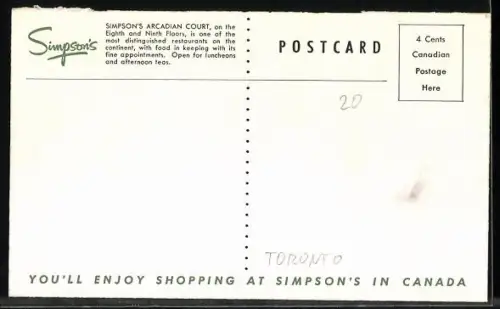 Simpson's
SIMPSON'S ARCADIAN COURT, on the
Eighth and Ninth Floors, is one of the
most distinguished restaurants on the
continent, with food in keeping with its
fine appointments. Open for luncheons
and afternoon teas.
POSTCARD
4 Cents
Canadian
Postage
Here
20
TORONTO
YOU'LL ENJOY SHOPPING AT SIMPSON'S IN CANADA